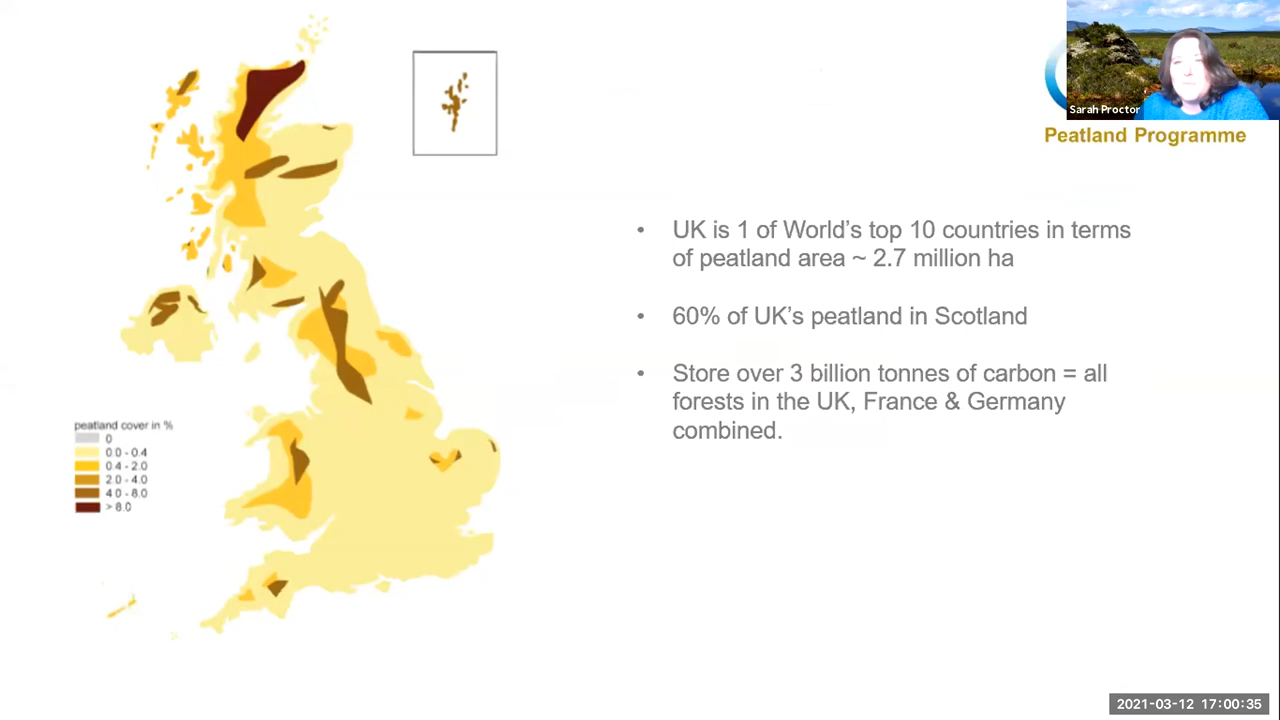 Sarah Proctor
Peatland Programme
• UK is 1 of World's top 10 countries in terms
of peatland area ~ 2.7 million ha
• 60% of UK's peatland in Scotland
• Store over 3 billion tonnes of carbon = all
forests in the UK, France & Germany
combined.
peatland cover in %
0
0.0 - 0.4
0.4 - 2.0
2.0 - 4.0
4.0 - 8.0
> 8.0
2021-03-12 17:00:35